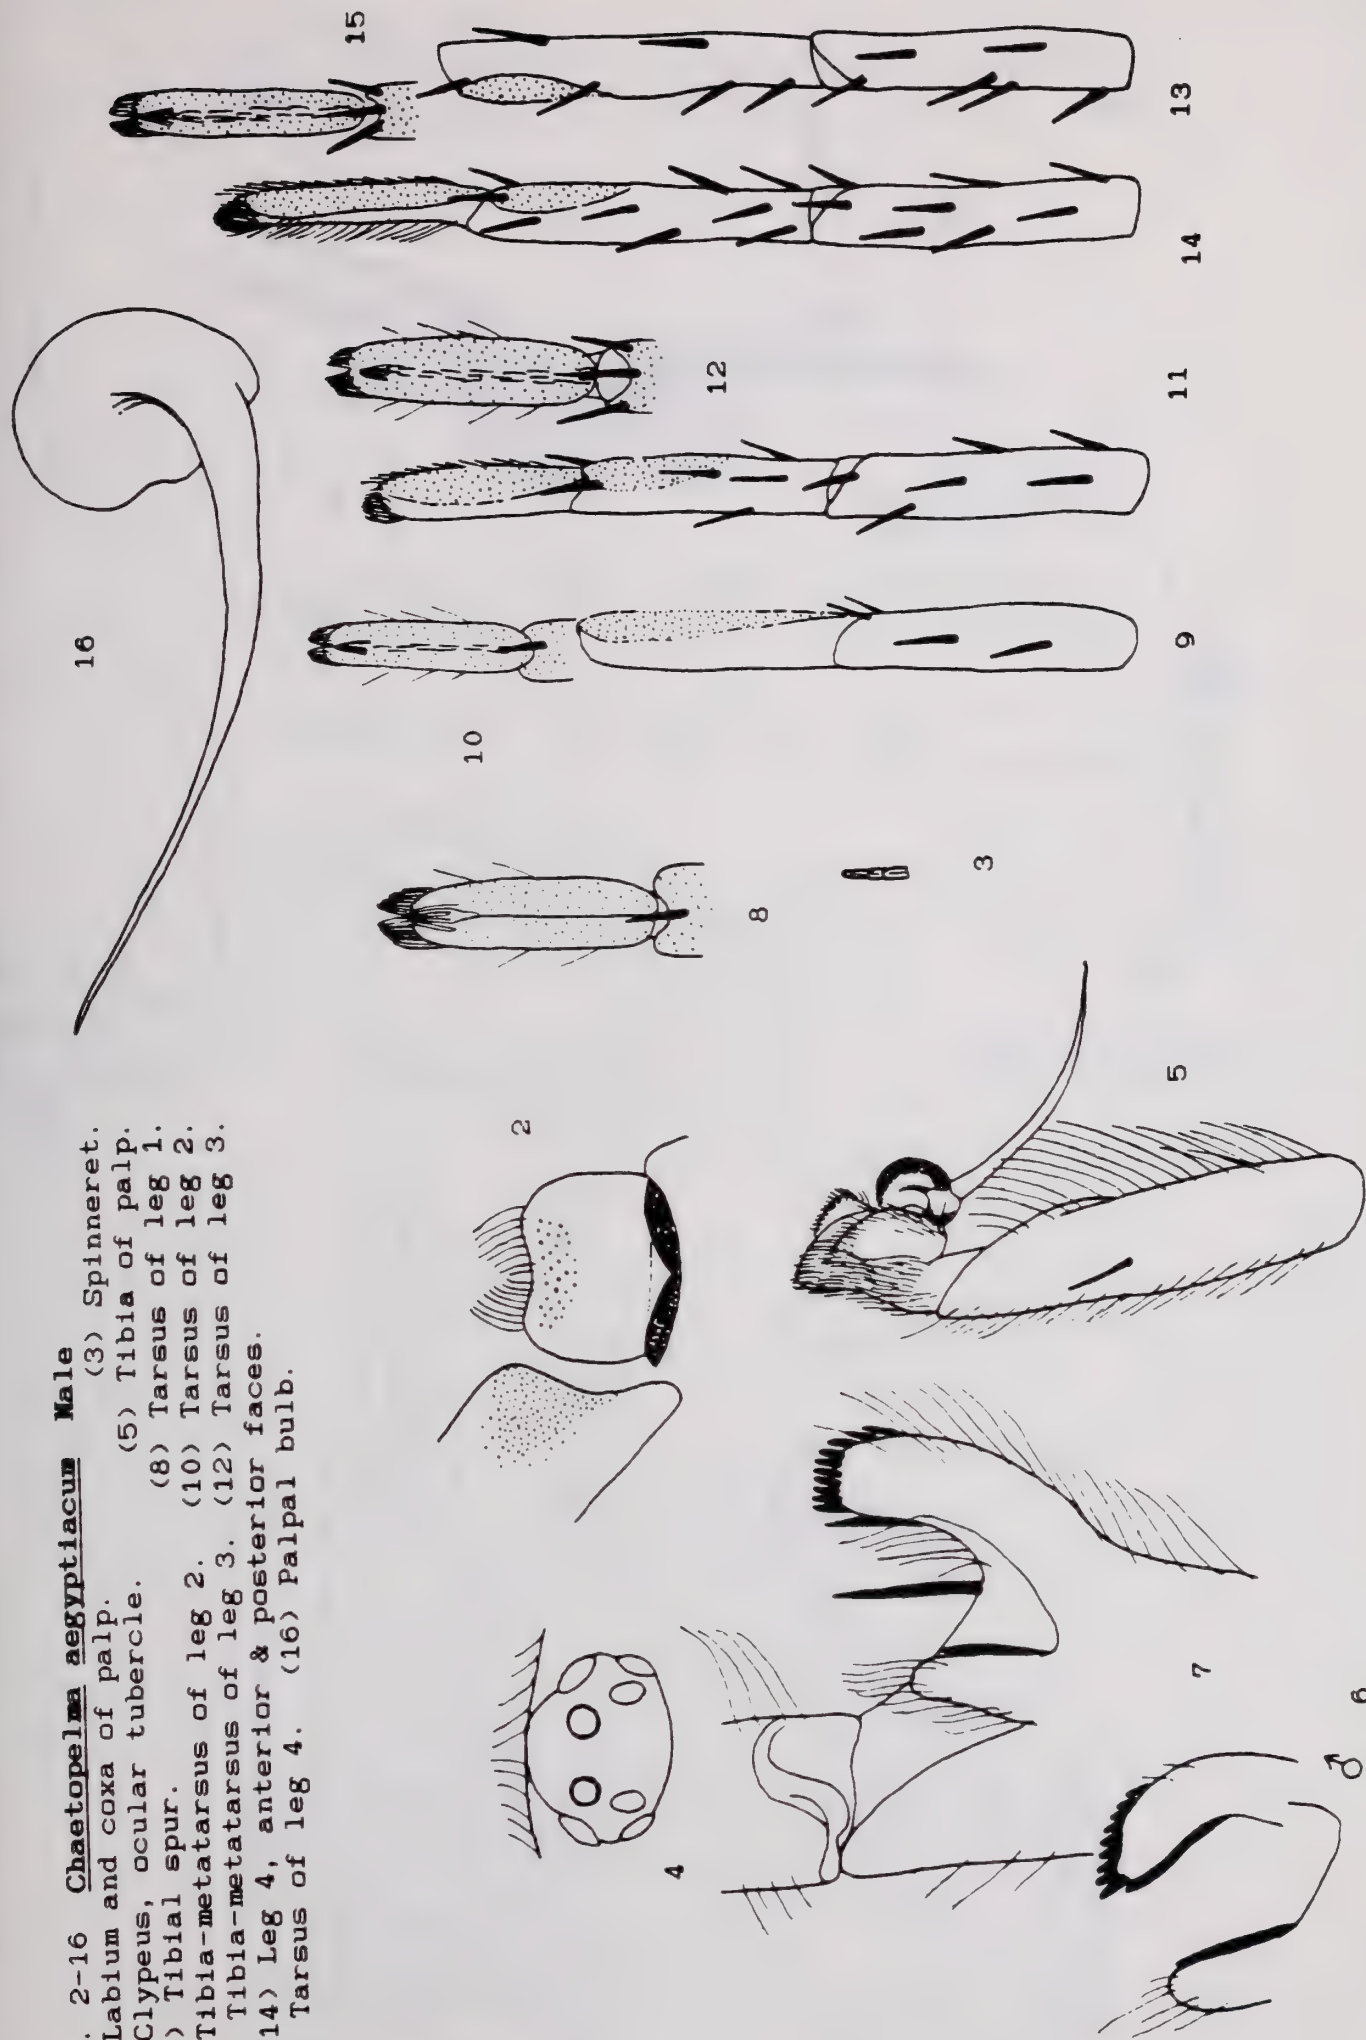 . 2-16 Chaetopelma aegyptiacum Male
Labium and coxa of palp. (3) Spinneret.
Clypeus, ocular tubercle. (5) Tibia of palp.
) Tibial spur. (8) Tarsus of leg 1.
Tibia-metatarsus of leg 2. (10) Tarsus of leg 2.
Tibia-metatarsus of leg 3. (12) Tarsus of leg 3.
14) Leg 4, anterior & posterior faces.
Tarsus of leg 4. (16) Palpal bulb.
2
3
4
5
6
♂
7
8
9
10
11
12
13
14
15
16